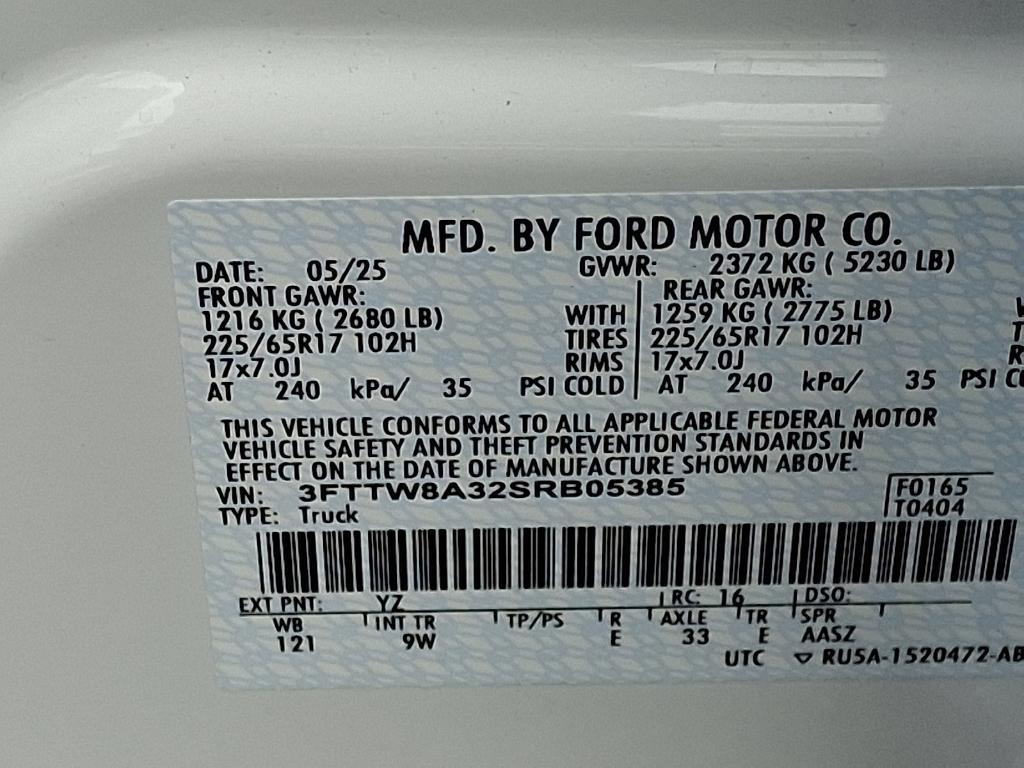 MFD. BY FORD MOTOR CO.
DATE: 05/25 GVWR: 2372 KG ( 5230 LB)
FRONT GAWR: REAR GAWR:
1216 KG ( 2680 LB) WITH 1259 KG ( 2775 LB)
225/65R17 102H TIRES 225/65R17 102H
17x7.0J RIMS 17x7.0J
AT 240 kPa/ 35 PSI COLD AT 240 kPa/ 35 PSI
THIS VEHICLE CONFORMS TO ALL APPLICABLE FEDERAL MOTOR
VEHICLE SAFETY AND THEFT PREVENTION STANDARDS IN
EFFECT ON THE DATE OF MANUFACTURE SHOWN ABOVE.
VIN: 3FTTW8A32SRB05385 F0165
TYPE: Truck T0404
EXT PNT: YZ RC: 16 DSO:
WB INT TR TP/PS R AXLE TR SPR
121 9W E 33 E AASZ
UTC ▽ RU5A-1520472-AB